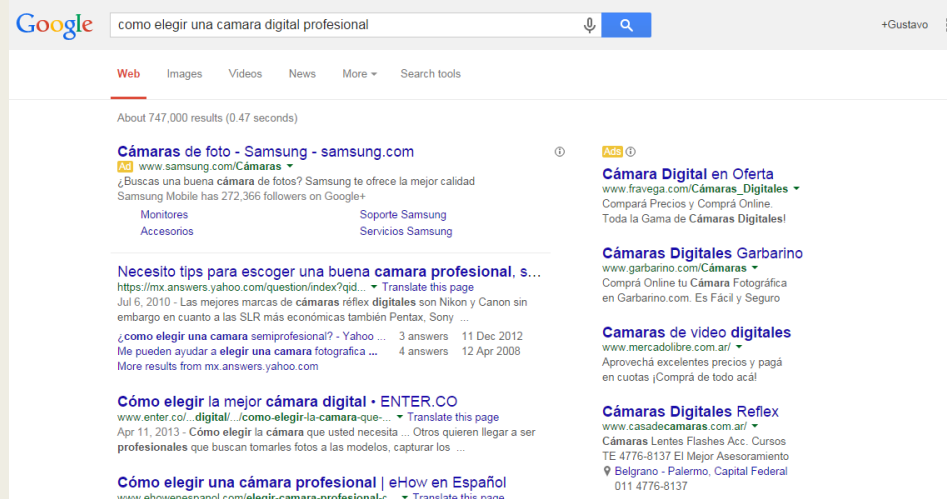 Google
como elegir una camara digital profesional
+Gustavo
Web Images Videos News More Search tools
About 747,000 results (0.47 seconds)
Cámaras de foto - Samsung - samsung.com
Ad www.samsung.com/Cámaras
¿Buscas una buena cámara de fotos? Samsung te ofrece la mejor calidad
Samsung Mobile has 272,366 followers on Google+
Monitores Soporte Samsung
Accesorios Servicios Samsung
Necesito tips para escoger una buena camara profesional, s...
https://mx.answers.yahoo.com/question/index?qid... Translate this page
Jul 6, 2010 - Las mejores marcas de cámaras réflex digitales son Nikon y Canon sin
embargo en cuanto a las SLR más económicas también Pentax, Sony ...
¿como elegir una camara semiprofesional? - Yahoo ... 3 answers 11 Dec 2012
Me pueden ayudar a elegir una camara fotografica ... 4 answers 12 Apr 2008
More results from mx.answers.yahoo.com
Cómo elegir la mejor cámara digital • ENTER.CO
www.enter.co/...digital/.../como-elegir-la-camara-que-... Translate this page
Apr 11, 2013 - Cómo elegir la cámara que usted necesita ... Otros quieren llegar a ser
profesionales que buscan tomarles fotos a las modelos, capturar los ...
Cómo elegir una cámara profesional | eHow en Español
www.ehowenespanol.com/elegir-camara-profesional-c... Translate this page
Ads
Cámara Digital en Oferta
www.fravega.com/Cámaras_Digitales
Compará Precios y Comprá Online.
Toda la Gama de Cámaras Digitales!
Cámaras Digitales Garbarino
www.garbarino.com/Cámaras
Comprá Online tu Cámara Fotográfica
en Garbarino.com. Es Fácil y Seguro
Camaras de video digitales
www.mercadolibre.com.ar/
Aprovechá excelentes precios y pagá
en cuotas ¡Comprá de todo acá!
Cámaras Digitales Reflex
www.casadecamaras.com.ar/
Cámaras Lentes Flashes Acc. Cursos
TE 4776-8137 El Mejor Asesoramiento
Belgrano - Palermo, Capital Federal
011 4776-8137